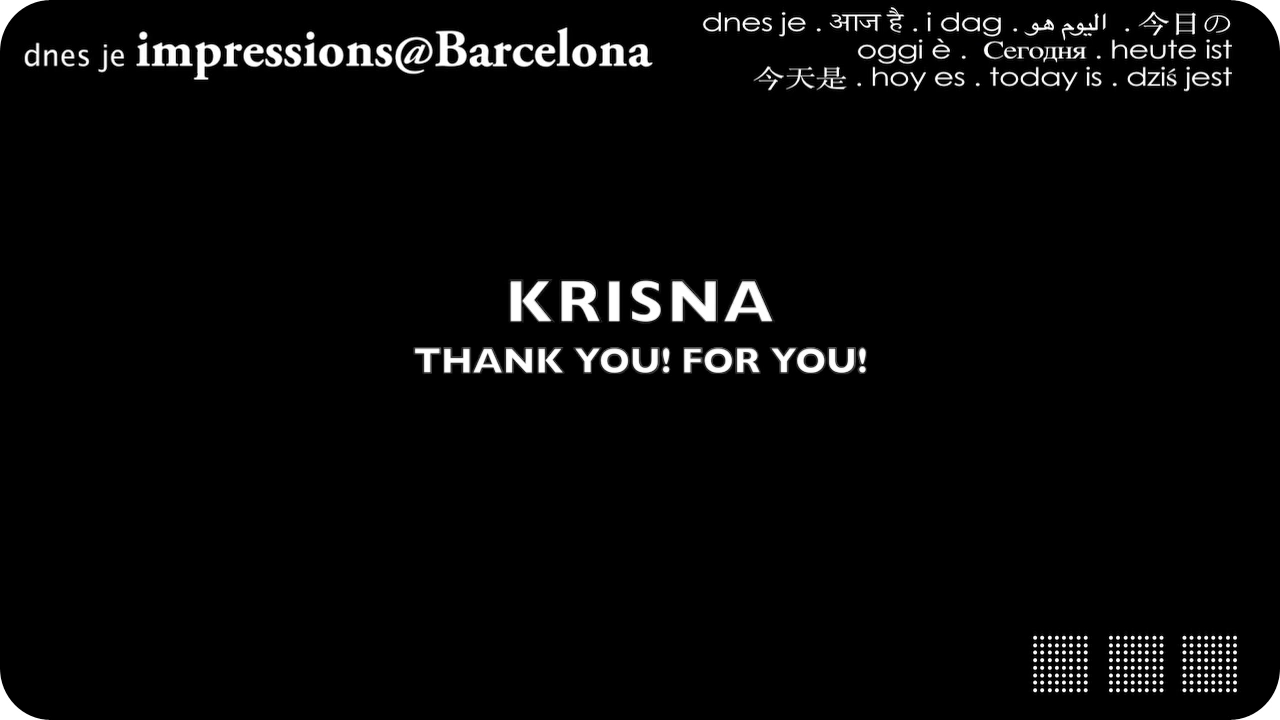 dnes je impressions@Barcelona
dnes je . आज है . i dag . اليوم هو . 今日の
oggi è . Сегодня . heute ist
今天是 . hoy es . today is . dziś jest
KRISNA
THANK YOU! FOR YOU!